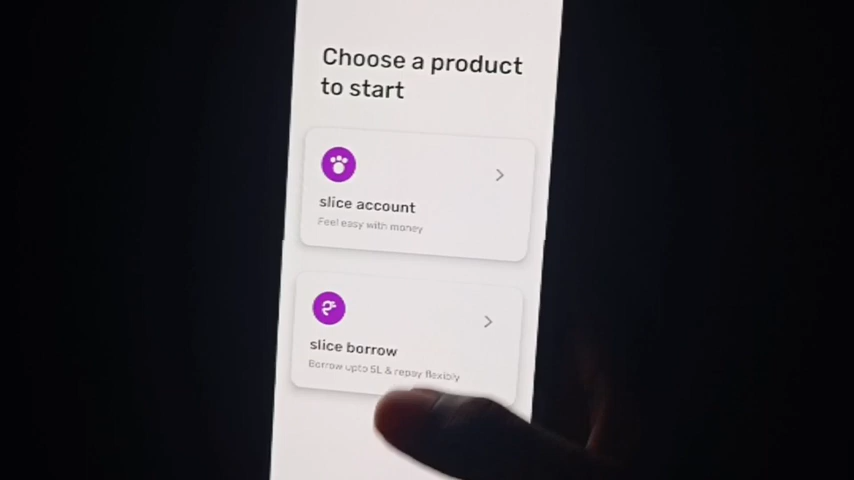 Choose a product
to start
slice account
Feel easy with money
slice borrow
Borrow upto 5L & repay flexibly